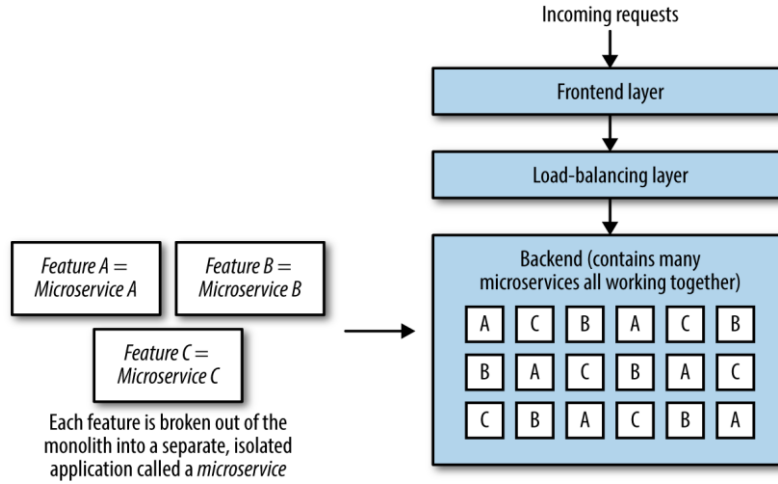 Incoming requests
Frontend layer
Load-balancing layer
Backend (contains many
microservices all working together)
A C B A C B
B A C B A C
C B A C B A
Feature A =
Microservice A
Feature B =
Microservice B
Feature C =
Microservice C
Each feature is broken out of the
monolith into a separate, isolated
application called a microservice